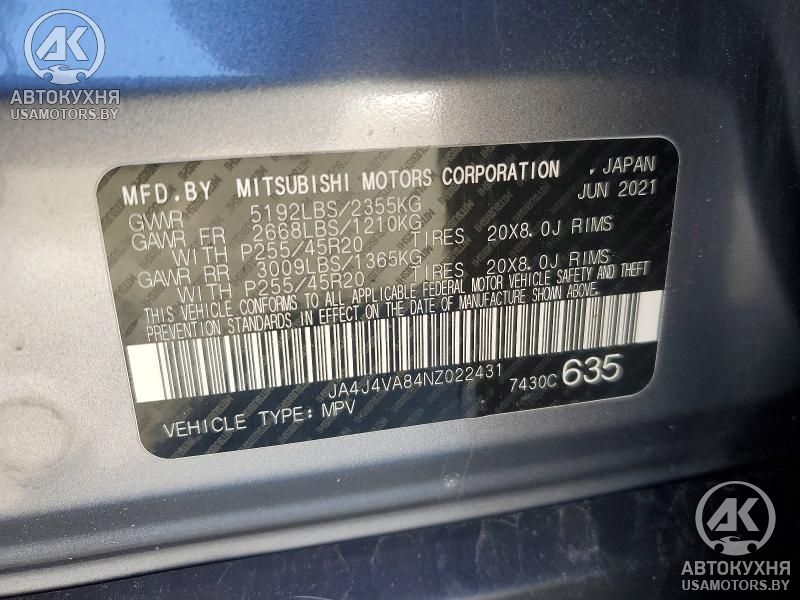 АК
АВТОКУХНЯ
USAMOTORS.BY
MFD.BY MITSUBISHI MOTORS CORPORATION , JAPAN
GVWR 5192LBS/2355KG JUN 2021
GAWR FR 2668LBS/1210KG
WITH P255/45R20 TIRES 20X8.0J RIMS
GAWR RR 3009LBS/1365KG
WITH P255/45R20 TIRES 20X8.0J RIMS
THIS VEHICLE CONFORMS TO ALL APPLICABLE FEDERAL MOTOR VEHICLE SAFETY AND THEFT
PREVENTION STANDARDS IN EFFECT ON THE DATE OF MANUFACTURE SHOWN ABOVE.
JA4J4VA84NZ022431 7430C 635
VEHICLE TYPE: MPV
АК
АВТОКУХНЯ
USAMOTORS.BY